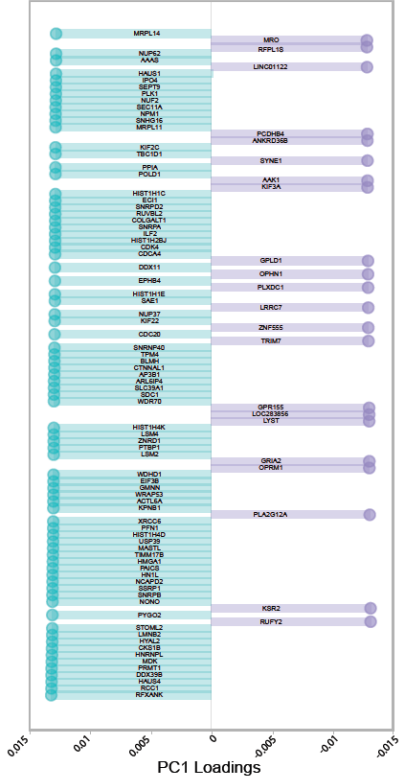 MRPL14
MRO
RFPL1S
NUP62
AAAS
LINC01122
HAUS1
IPO4
SEPT9
PLK1
NUF2
SEC11A
NPM1
SNHG16
MRPL11
PCDHB4
ANKRD36B
KIF2C
TBC1D1
SYNE1
PPIA
POLD1
AAK1
KIF3A
HIST1H1C
ECI1
SNRPD2
RUVBL2
COLGALT1
SNRPA
ILF2
HIST1H2BJ
CDK4
CDCA4
GPLD1
DDX11
OPHN1
EPHB4
PLXDC1
HIST1H1E
SAE1
LRRC7
NUP37
KIF22
ZNF555
CDC20
TRIM7
SNRNP40
TPM4
BLMH
CTNNAL1
AP3B1
ARL6IP4
SLC39A1
SDC1
WDR70
GPR155
LOC283856
LYST
HIST1H4K
LSM4
ZNRD1
PTBP1
LSM2
GRIA2
OPRM1
WDHD1
EIF3B
GMNN
WRAP53
ACTL6A
KPNB1
PLA2G12A
XRCC6
PFN1
HIST1H4D
USP39
MASTL
TIMM17B
HMGA1
PAICS
HN1L
NCAPD2
SSRP1
SNRPB
NONO
KSR2
PYGO2
RUFY2
STOML2
LMNB2
HYAL2
CKS1B
HNRNPL
MDK
PRMT1
DDX39B
HAUS4
RCC1
RFXANK
0.015 0.01 0.005 0 -0.005 -0.01 -0.015
PC1 Loadings